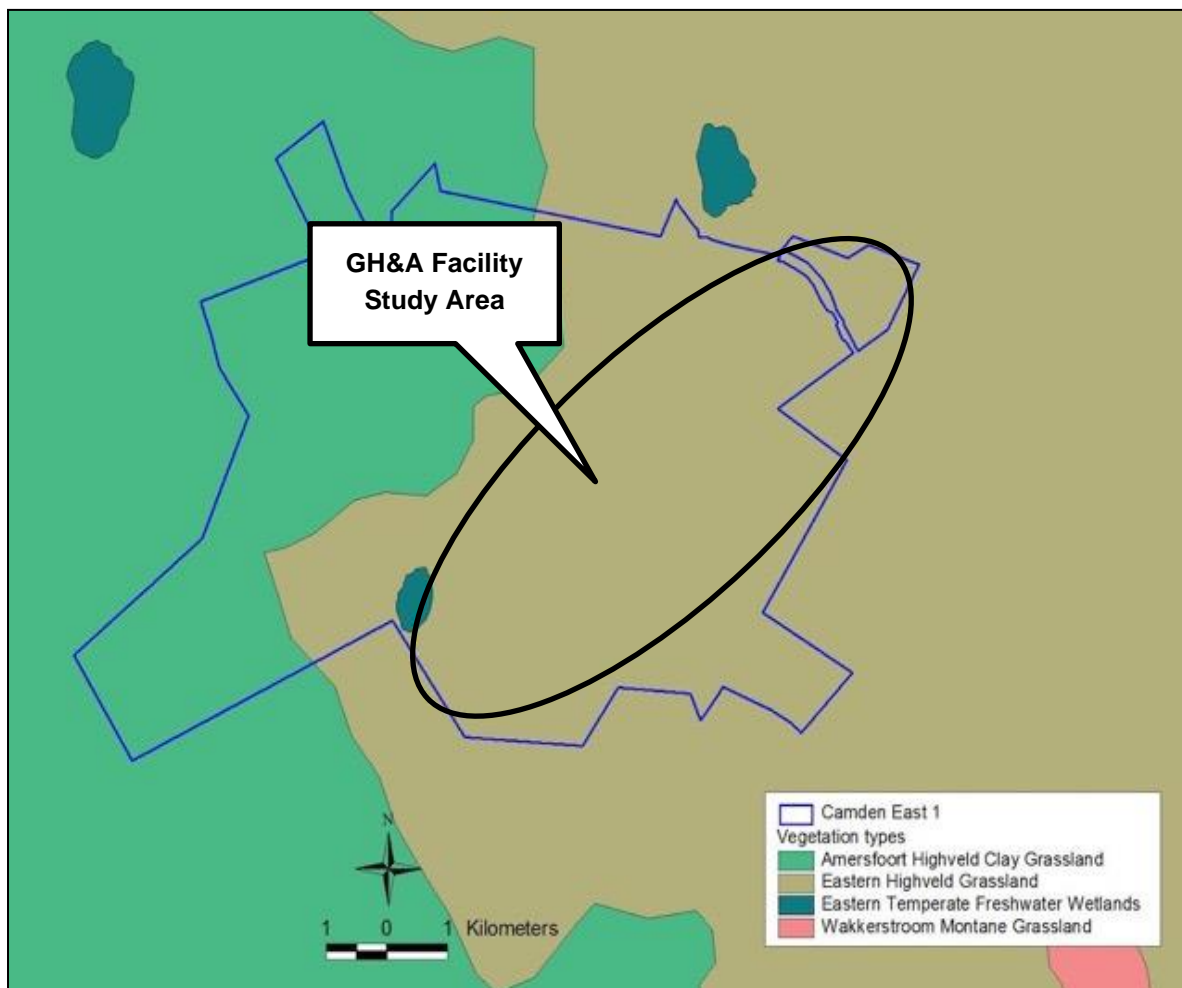 GH&A Facility
Study Area
Camden East 1
Vegetation types
Amersfoort Highveld Clay Grassland
Eastern Highveld Grassland
Eastern Temperate Freshwater Wetlands
Wakkerstroom Montane Grassland
N
1 0 1 Kilometers